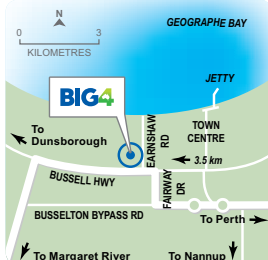 N
GEOGRAPHE BAY
0 3
KILOMETRES
JETTY
BIG4
To
Dunsborough
EARNSHAW
RD
TOWN
CENTRE
3.5 km
BUSSELL HWY
FAIRWAY
DR
BUSSELTON BYPASS RD
To Perth
To Margaret River
To Nannup